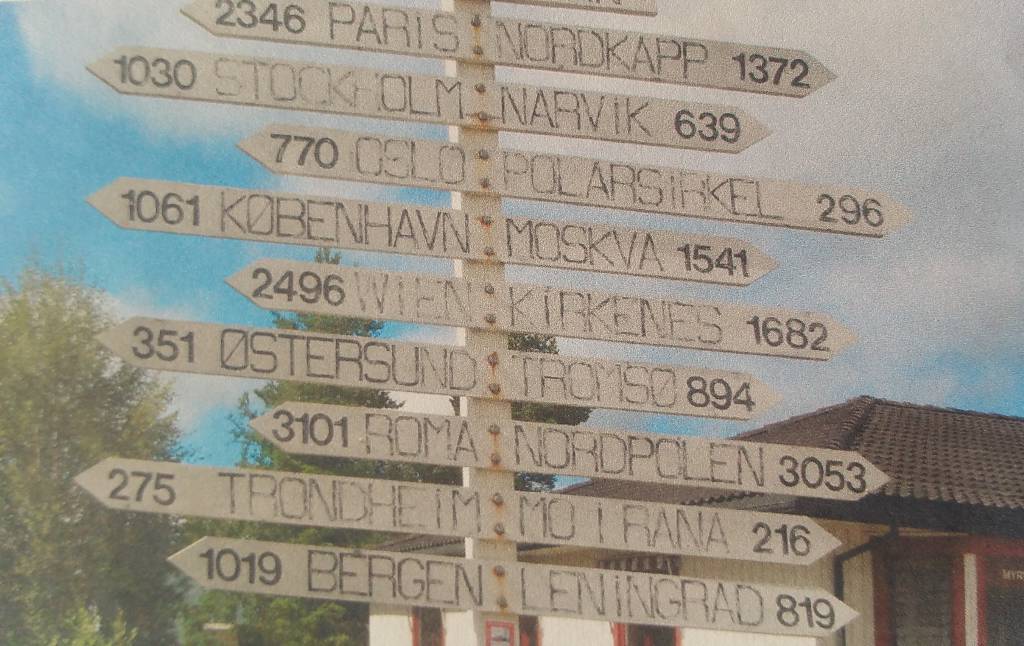 2346 PARIS NORDKAPP 1372
1030 STOCKHOLM NARVIK 639
770 OSLO POLARSIRKEL 296
1061 KØBENHAVN MOSKVA 1541
2496 WIEN KIRKENES 1682
351 ØSTERSUND TROMSØ 894
3101 ROMA NORDPOLEN 3053
275 TRONDHEIM MO I RANA 216
1019 BERGEN LENINGRAD 819